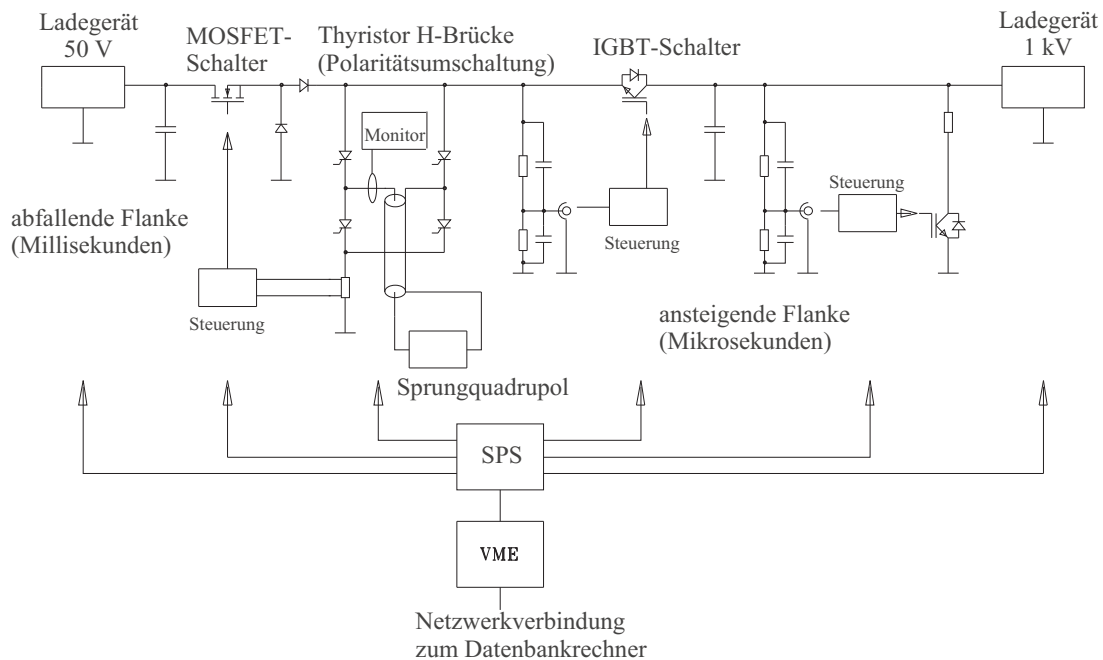 Ladegerät
50 V
MOSFET-
Schalter
Thyristor H-Brücke
(Polaritätsumschaltung)
IGBT-Schalter
Ladegerät
1 kV
Monitor
abfallende Flanke
(Millisekunden)
Steuerung
Steuerung
Steuerung
ansteigende Flanke
(Mikrosekunden)
Sprungquadrupol
SPS
VME
Netzwerkverbindung
zum Datenbankrechner